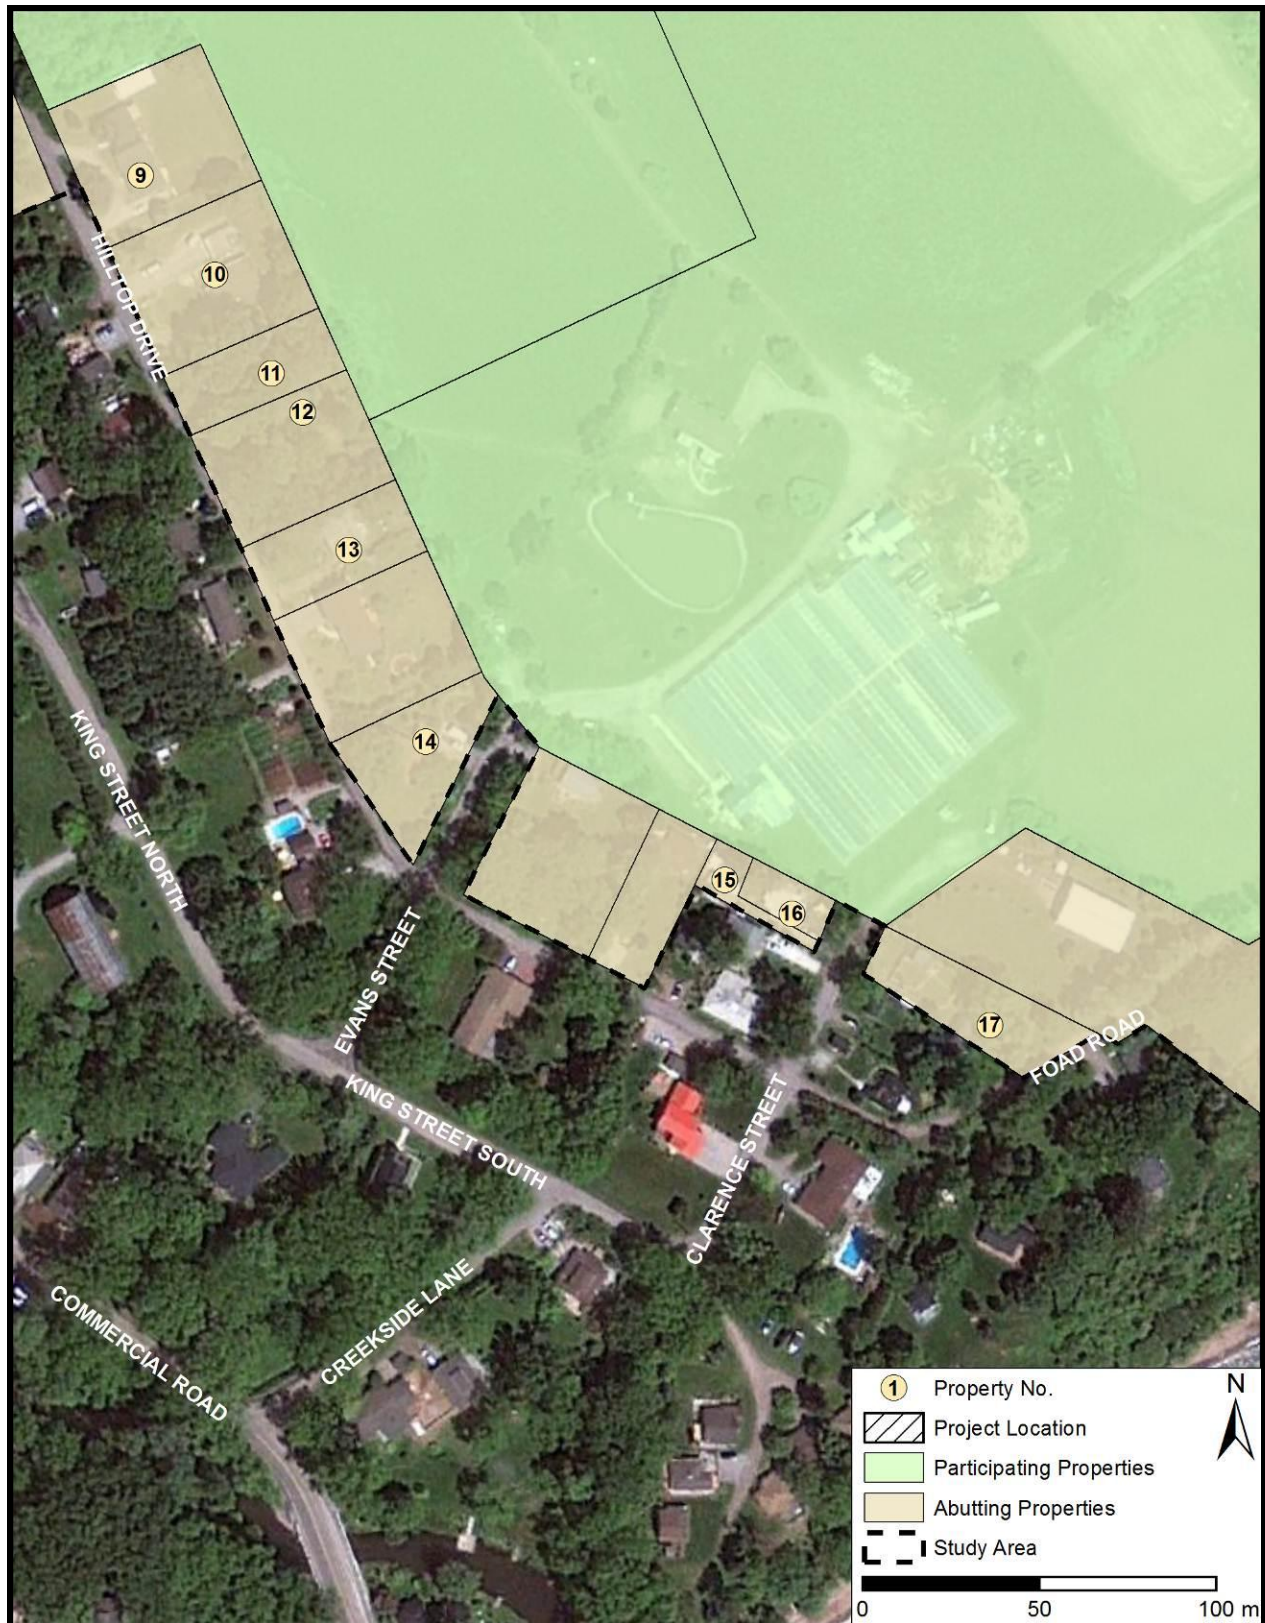 9
HILLTOP DRIVE
10
11
12
13
14
KING STREET NORTH
15
16
17
EVANS STREET
FOAD ROAD
KING STREET SOUTH
CLARENCE STREET
CREEKSIDE LANE
COMMERCIAL ROAD
1 Property No.
N
Project Location
Participating Properties
Abutting Properties
Study Area
0 50 100 m